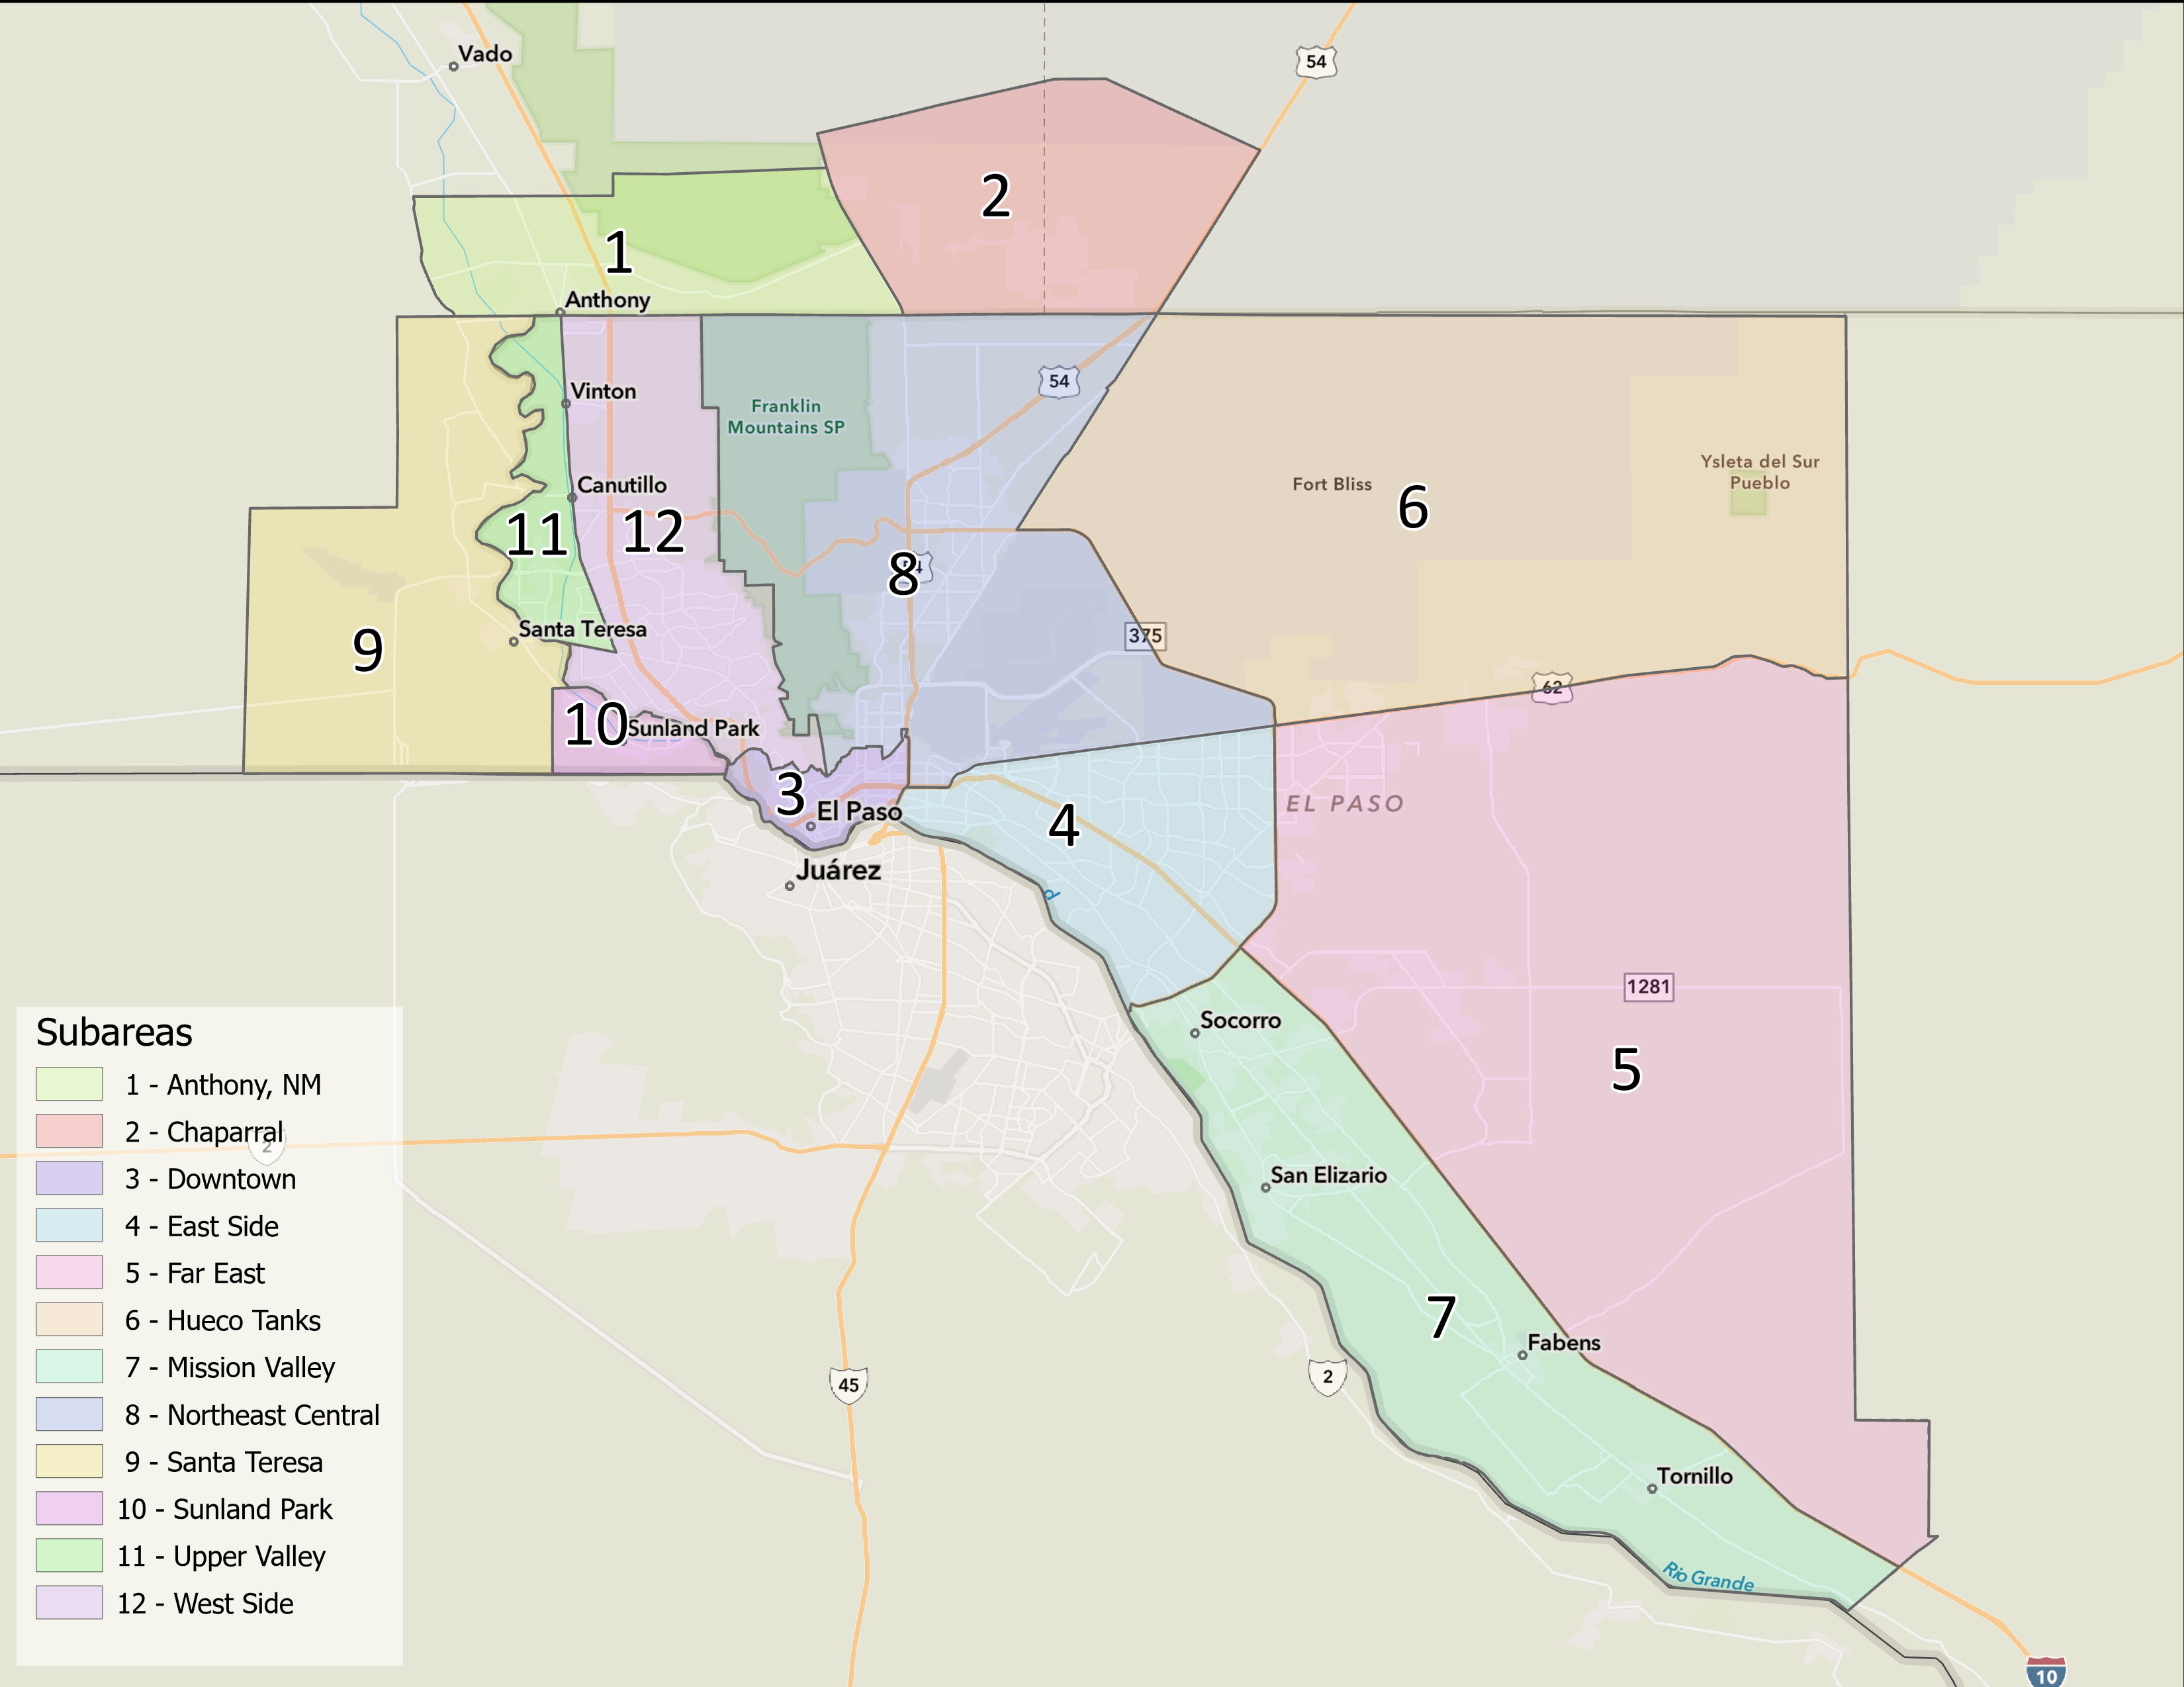 Vado
54
2
1
Anthony
54
Vinton
Franklin
Mountains SP
Ysleta del Sur
Pueblo
Canutillo
Fort Bliss
6
11
12
8
375
Santa Teresa
9
62
10
Sunland Park
3
El Paso
EL PASO
4
Juárez
1281
Socorro
5
San Elizario
7
Fabens
2
45
Tornillo
Rio Grande
10
Subareas
1 - Anthony, NM
2 - Chaparral
2
3 - Downtown
4 - East Side
5 - Far East
6 - Hueco Tanks
7 - Mission Valley
8 - Northeast Central
9 - Santa Teresa
10 - Sunland Park
11 - Upper Valley
12 - West Side